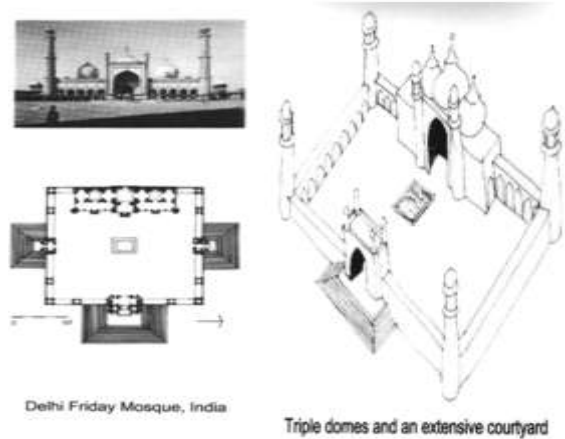 Delhi Friday Mosque, India
Triple domes and an extensive courtyard